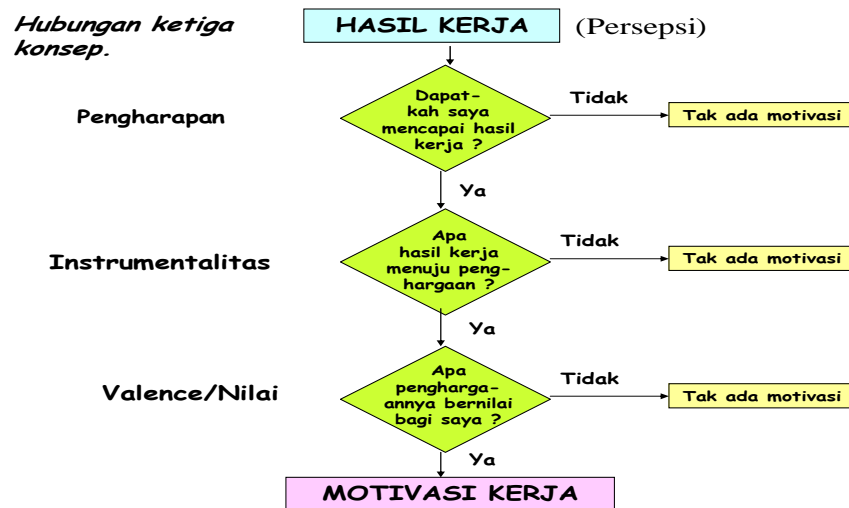 Hubungan ketiga
konsep.
HASIL KERJA
(Persepsi)
Pengharapan
Dapat-
kah saya
mencapai hasil
kerja ?
Tidak
Tak ada motivasi
Ya
Instrumentalitas
Apa
hasil kerja
menuju peng-
hargaan ?
Tidak
Tak ada motivasi
Ya
Valence/Nilai
Apa
pengharga-
annya bernilai
bagi saya ?
Tidak
Tak ada motivasi
Ya
MOTIVASI KERJA